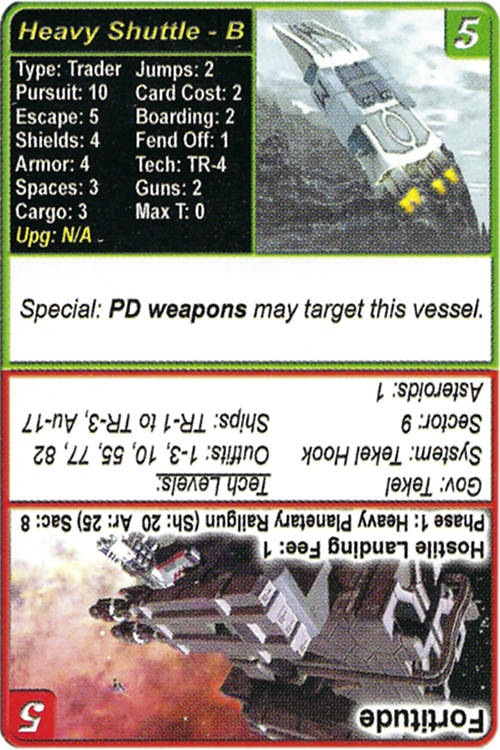 Heavy Shuttle - B
5
Type: Trader Jumps: 2
Pursuit: 10 Card Cost: 2
Escape: 5 Boarding: 2
Shields: 4 Fend Off: 1
Armor: 4 Tech: TR-4
Spaces: 3 Guns: 2
Cargo: 3 Max T: 0
Upg: N/A
Special: PD weapons may target this vessel.
Fortitude
5
Hostile Landing Fee: 1
Phase 1: Heavy Planetary Railgun (Sh: 20 Ar: 25) Sac: 8
Gov: Tekel Tech Levels:
System: Tekel Hook Outfits: 1-3, 10, 55, 77, 82
Sector: 9 Ships: TR-1 to TR-3, Au-17
Asteroids: 1